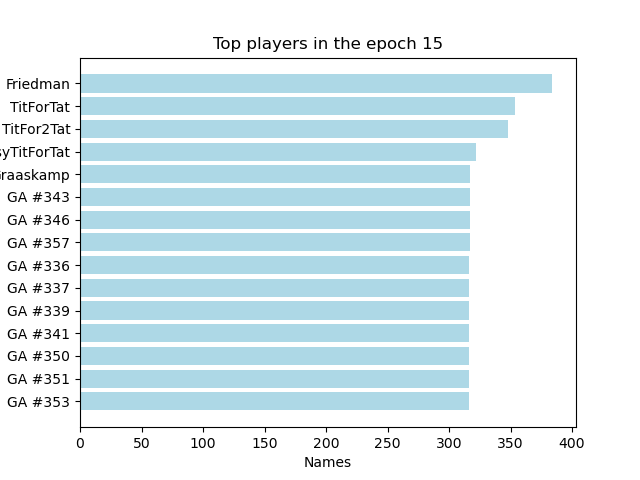 Top players in the epoch 15
Friedman
TitForTat
TitFor2Tat
syTitForTat
raaskamp
GA #343
GA #346
GA #357
GA #336
GA #337
GA #339
GA #341
GA #350
GA #351
GA #353
0 50 100 150 200 250 300 350 400
Names